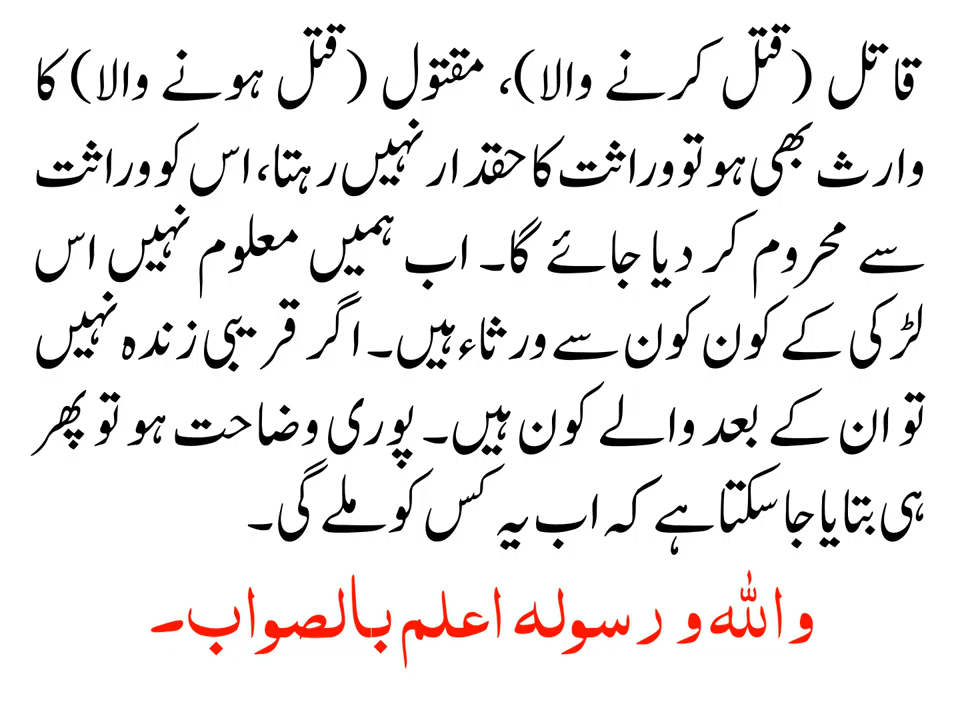 قاتل (قتل کرنے والا)، مقتول (قتل ہونے والا) کا
وارث بھی ہو تو وراثت کا حقدار نہیں رہتا، اس کو وراثت
سے محروم کر دیا جائے گا۔ اب ہمیں معلوم نہیں اس
لڑکی کے کون کون سے ورثاء ہیں۔ اگر قریبی زندہ نہیں
تو ان کے بعد والے کون ہیں۔ پوری وضاحت ہو تو پھر
ہی بتایا جا سکتا ہے کہ اب یہ کس کو ملے گی۔
واللہ و رسولہ اعلم بالصواب۔